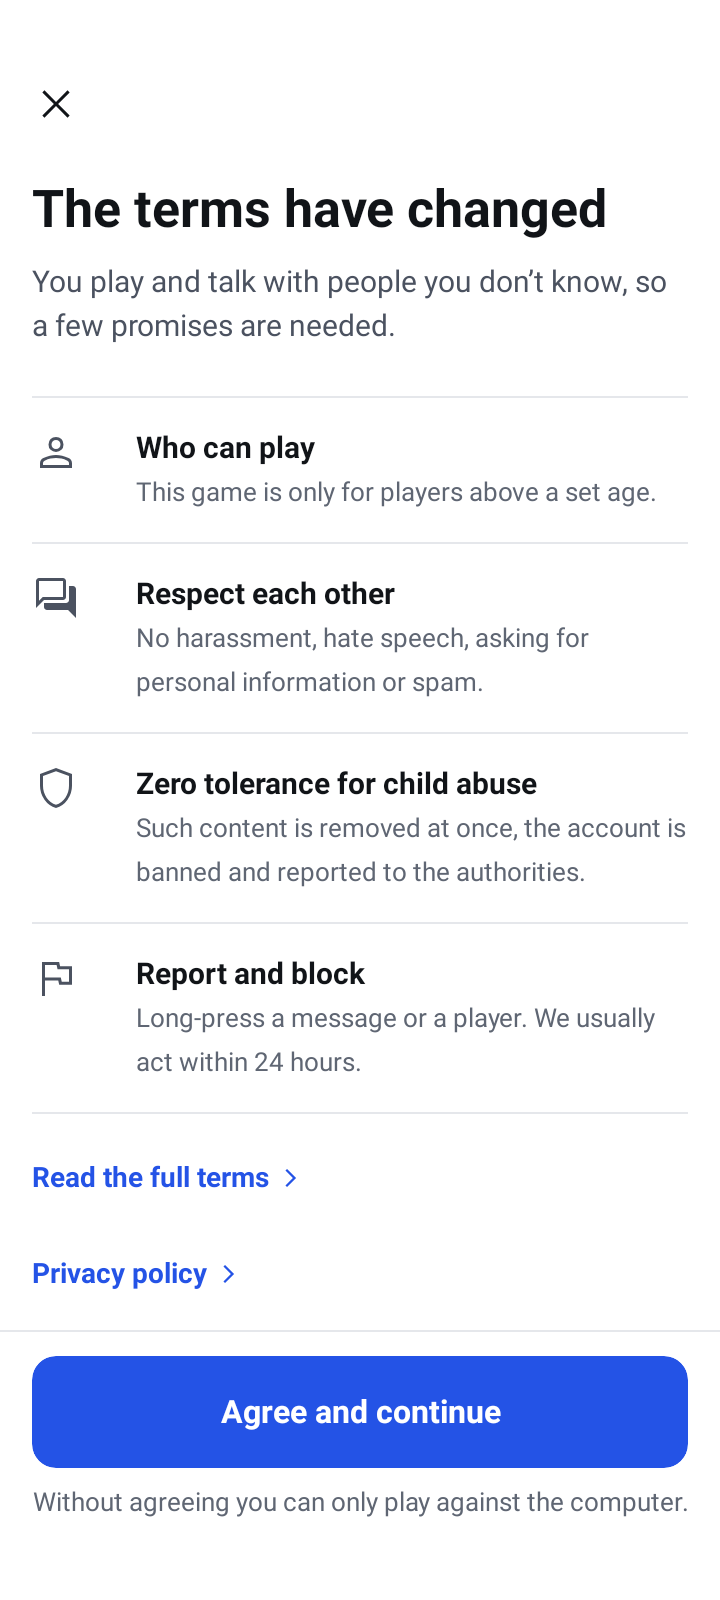 The terms have changed
You play and talk with people you don’t know, so
a few promises are needed.
Who can play
This game is only for players above a set age.
Respect each other
No harassment, hate speech, asking for
personal information or spam.
Zero tolerance for child abuse
Such content is removed at once, the account is
banned and reported to the authorities.
Report and block
Long-press a message or a player. We usually
act within 24 hours.
Read the full terms
Privacy policy
Agree and continue
Without agreeing you can only play against the computer.